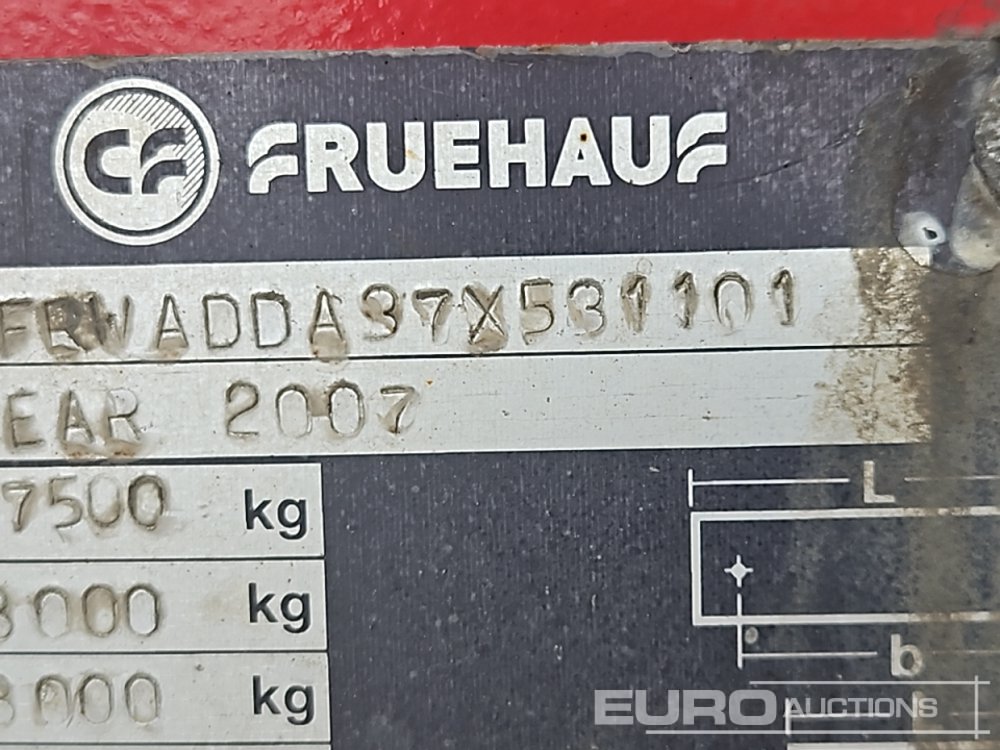 CF FRUEHAUF
FRWADDA37X531101
EAR 2007
7500 kg
L
8000 kg
b
8000 kg
EURO AUCTIONS